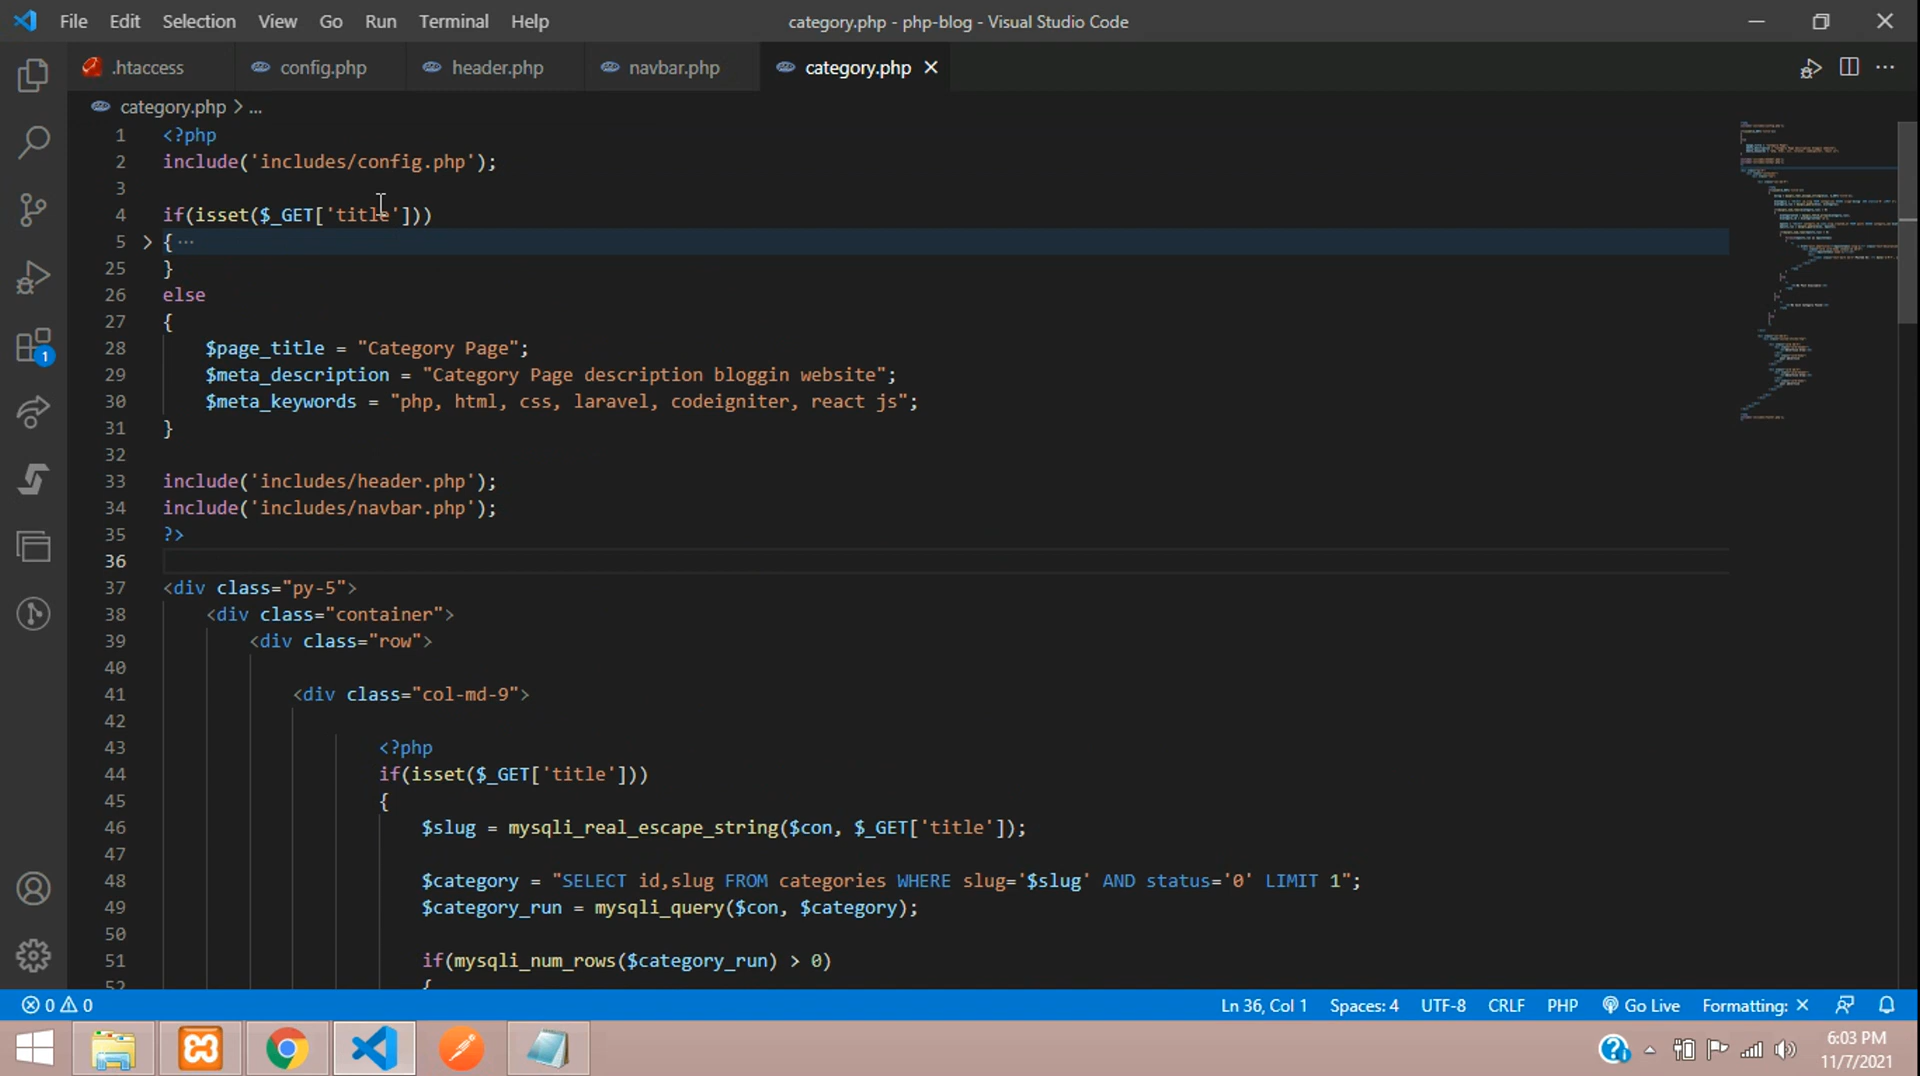 File Edit Selection View Go Run Terminal Help category.php - php-blog - Visual Studio Code
.htaccess config.php header.php navbar.php category.php
category.php > ...
1 <?php
2 include('includes/config.php');
3
4 if(isset($_GET['title']))
5 { ...
25 }
26 else
27 {
28 $page_title = "Category Page";
29 $meta_description = "Category Page description bloggin website";
30 $meta_keywords = "php, html, css, laravel, codeigniter, react js";
31 }
32
33 include('includes/header.php');
34 include('includes/navbar.php');
35 ?>
36
37 <div class="py-5">
38 <div class="container">
39 <div class="row">
40
41 <div class="col-md-9">
42
43 <?php
44 if(isset($_GET['title']))
45 {
46 $slug = mysqli_real_escape_string($con, $_GET['title']);
47
48 $category = "SELECT id,slug FROM categories WHERE slug='$slug' AND status='0' LIMIT 1";
49 $category_run = mysqli_query($con, $category);
50
51 if(mysqli_num_rows($category_run) > 0)
52 {
1
0 0 Ln 36, Col 1 Spaces: 4 UTF-8 CRLF PHP Go Live Formatting: ×
6:03 PM
11/7/2021